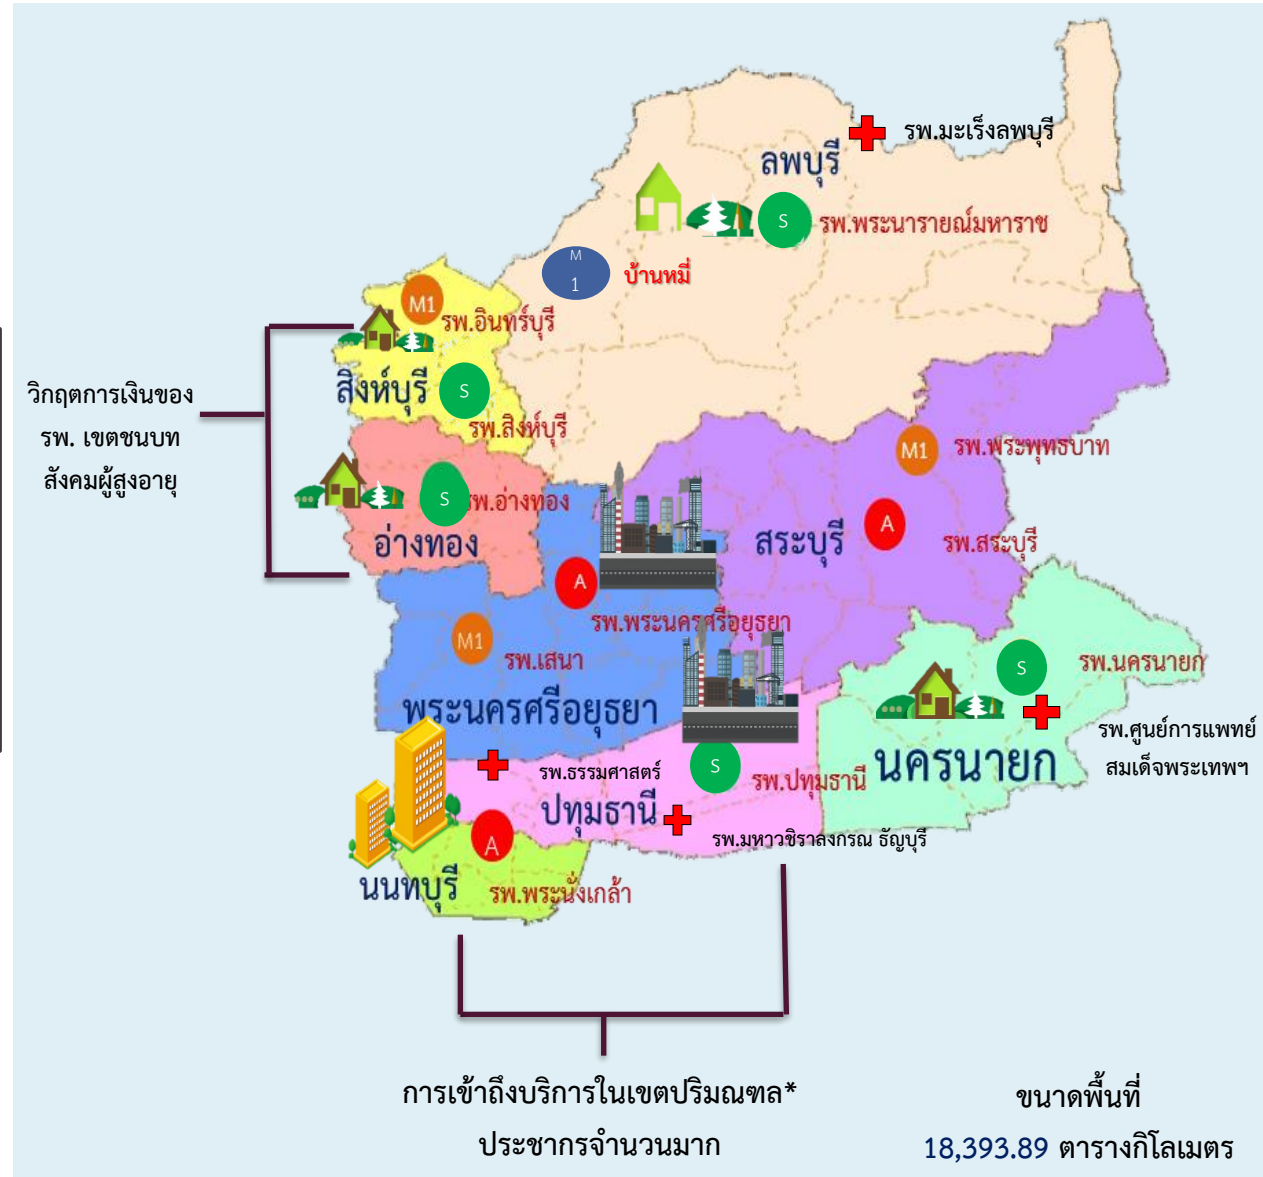 รพ.มะเร็งลพบุรี
ลพบุรี
S
รพ.พระนารายณ์มหาราช
M
1
บ้านหมี่
M1
รพ.อินทร์บุรี
สิงห์บุรี
S
รพ.สิงห์บุรี
วิกฤตการเงินของ
รพ. เขตชนบท
สังคมผู้สูงอายุ
M1
รพ.พระพุทธบาท
S
รพ.อ่างทอง
อ่างทอง
สระบุรี
A
รพ.สระบุรี
A
รพ.พระนครศรีอยุธยา
M1
รพ.เสนา
พระนครศรีอยุธยา
S
รพ.นครนายก
รพ.ศูนย์การแพทย์
สมเด็จพระเทพฯ
นครนายก
รพ.ธรรมศาสตร์
S
รพ.ปทุมธานี
ปทุมธานี
รพ.มหาวชิราลงกรณ ธัญบุรี
A
นนทบุรี
รพ.พระนั่งเกล้า
การเข้าถึงบริการในเขตปริมณฑล*
ประชากรจำนวนมาก
ขนาดพื้นที่
18,393.89 ตารางกิโลเมตร